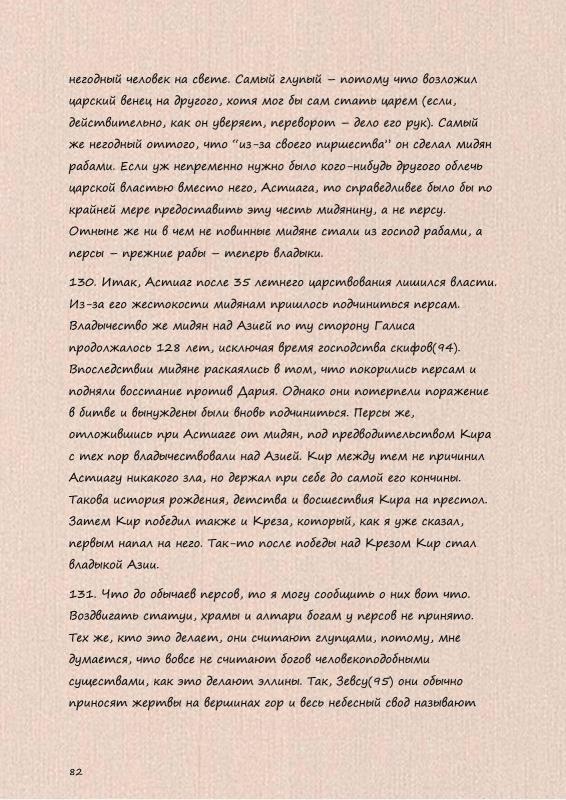 негодный человек на свете. Самый глупый – потому что возложил
царский венец на другого, хотя мог бы сам стать царем (если,
действительно, как он уверяет, переворот – дело его рук). Самый
же негодный оттого, что “из-за своего пиршества” он сделал мидян
рабами. Если уж непременно нужно было кого-нибудь другого облечь
царской властью вместо него, Астиага, то справедливее было бы по
крайней мере предоставить эту честь мидянину, а не персу.
Отныне же ни в чем не повинные мидяне стали из господ рабами, а
персы – прежние рабы – теперь владыки.
130. Итак, Астиаг после 35 летнего царствования лишился власти.
Из-за его жестокости мидянам пришлось подчиниться персам.
Владычество же мидян над Азией по ту сторону Галиса
продолжалось 128 лет, исключая время господства скифов(94).
Впоследствии мидяне раскаялись в том, что покорились персам и
подняли восстание против Дария. Однако они потерпели поражение
в битве и вынуждены были вновь подчиниться. Персы же,
отложившись при Астиаге от мидян, под предводительством Кира
с тех пор владычествовали над Азией. Кир между тем не причинил
Астиагу никакого зла, но держал при себе до самой его кончины.
Такова история рождения, детства и восшествия Кира на престол.
Затем Кир победил также и Креза, который, как я уже сказал,
первым напал на него. Так-то после победы над Крезом Кир стал
владыкой Азии.
131. Что до обычаев персов, то я могу сообщить о них вот что.
Воздвигать статуи, храмы и алтари богам у персов не принято.
Тех же, кто это делает, они считают глупцами, потому, мне
думается, что вовсе не считают богов человекоподобными
существами, как это делают эллины. Так, Зевсу(95) они обычно
приносят жертвы на вершинах гор и весь небесный свод называют
82